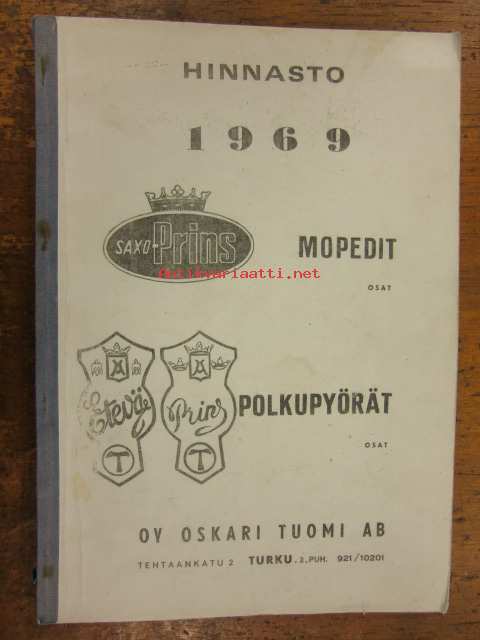 HINNASTO
1969
SAXO-Prins
MOPEDIT
OSAT
Antikvariaatti.net
Etevä Prins
POLKUPYÖRÄT
OSAT
OY OSKARI TUOMI AB
TEHTAANKATU 2 TURKU.2.PUH. 921/10201